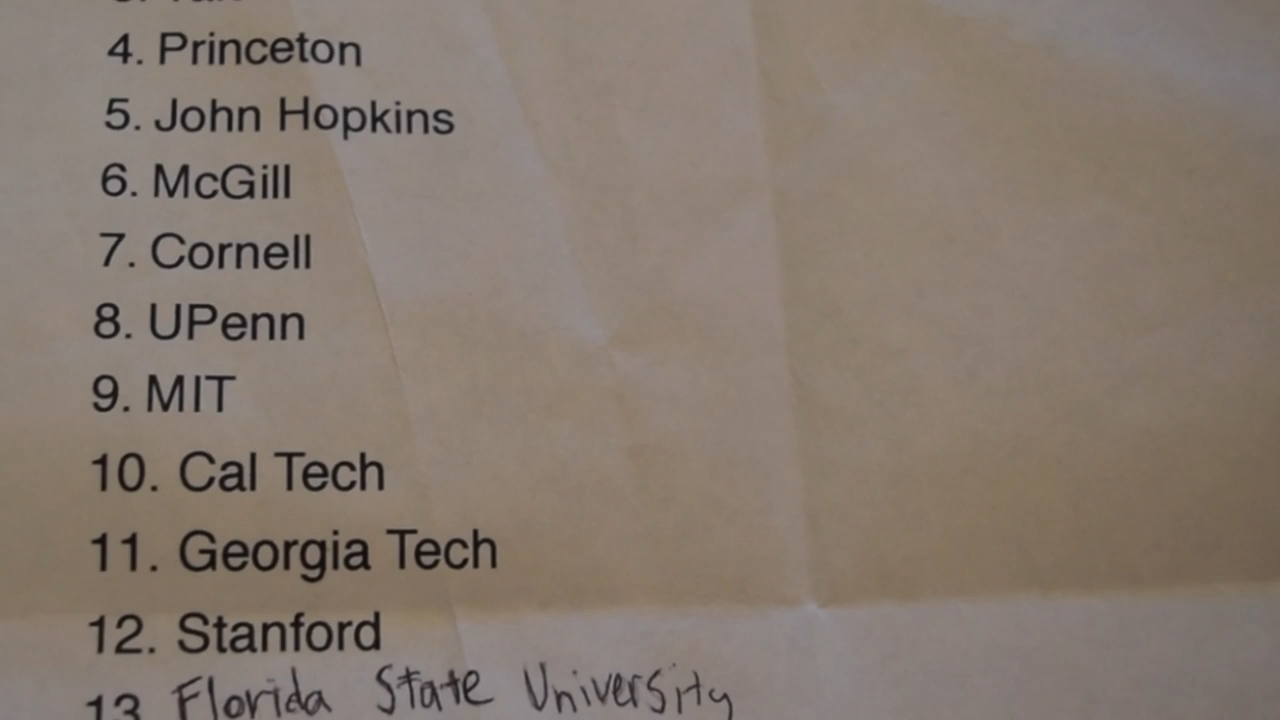 4. Princeton
5. John Hopkins
6. McGill
7. Cornell
8. UPenn
9. MIT
10. Cal Tech
11. Georgia Tech
12. Stanford
13 Florida State University